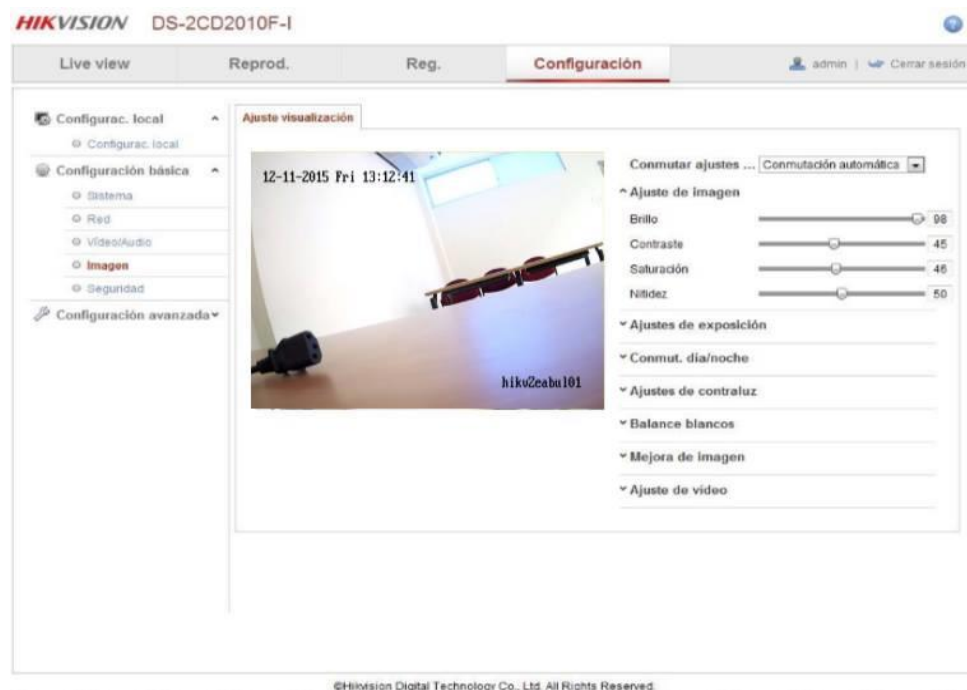 HIKVISION DS-2CD2010F-I
?
Live view Reprod. Reg. Configuración admin | Cerrar sesión
Configurac. local
Configurac. local
Configuración básica
Sistema
Red
Vídeo/Audio
Imagen
Seguridad
Configuración avanzada
Ajuste visualización
12-11-2015 Fri 13:12:41
hikv2eabul01
Conmutar ajustes ... Conmutación automática
Ajuste de imagen
Brillo 98
Contraste 45
Saturación 46
Nitidez 50
Ajustes de exposición
Conmut. día/noche
Ajustes de contraluz
Balance blancos
Mejora de imagen
Ajuste de vídeo
©Hikvision Digital Technology Co., Ltd. All Rights Reserved.